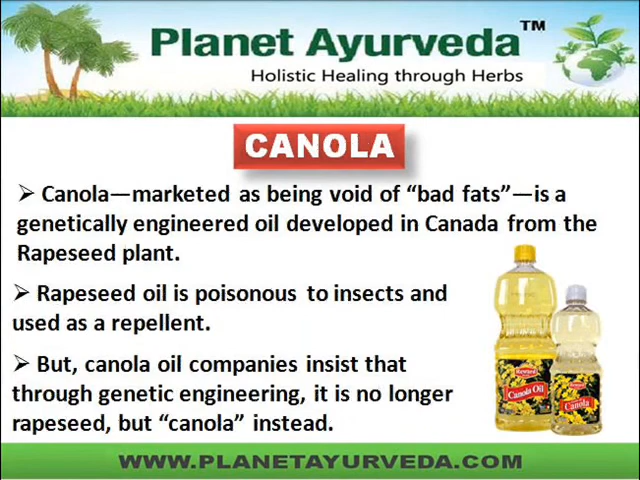 Planet Ayurveda™
Holistic Healing through Herbs
CANOLA
➢ Canola—marketed as being void of “bad fats”—is a
genetically engineered oil developed in Canada from the
Rapeseed plant.
➢ Rapeseed oil is poisonous to insects and
used as a repellent.
➢ But, canola oil companies insist that
through genetic engineering, it is no longer
rapeseed, but “canola” instead.
Canola Oil
Canola
WWW.PLANETAYURVEDA.COM